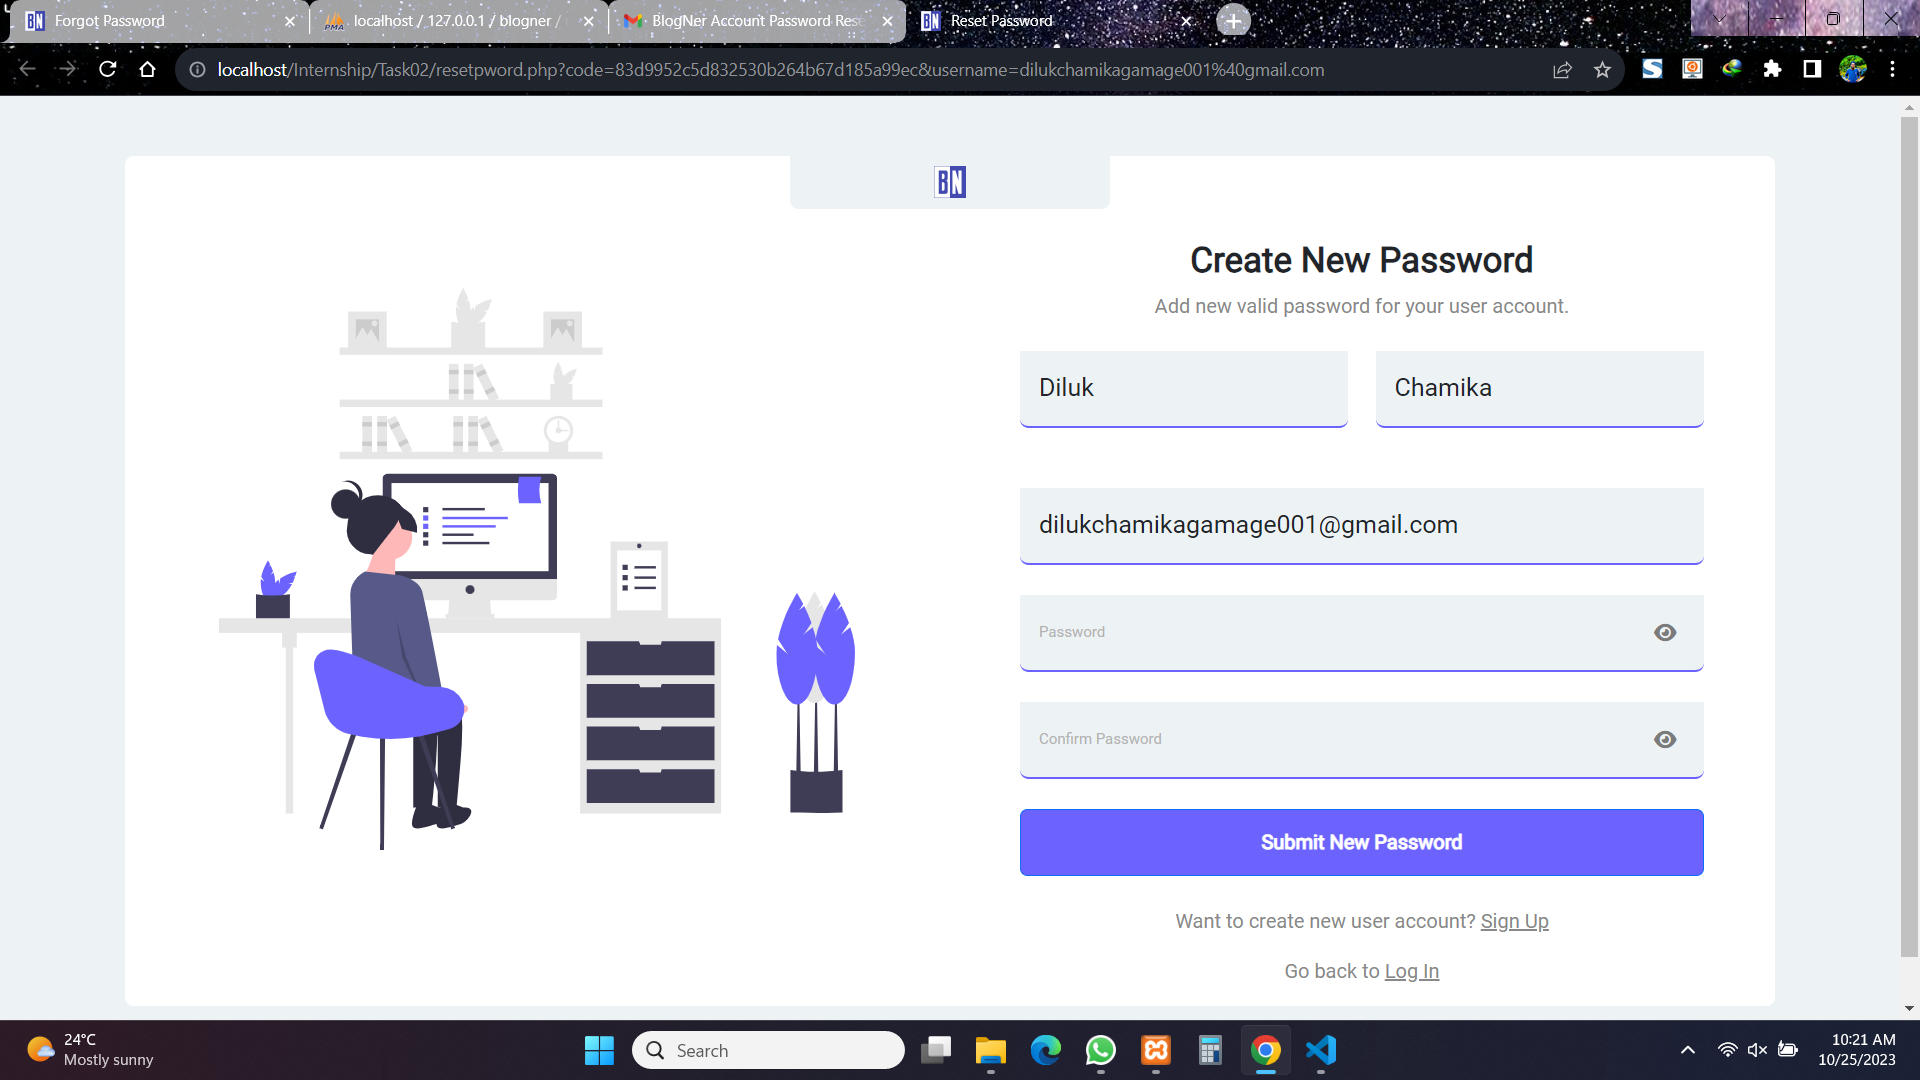 BN Forgot Password
PMA localhost / 127.0.0.1 / blogner /
BlogNer Account Password Rese
BN Reset Password
localhost/Internship/Task02/resetpword.php?code=83d9952c5d832530b264b67d185a99ec&username=dilukchamikagamage001%40gmail.com
BN
Create New Password
Add new valid password for your user account.
Diluk
Chamika
dilukchamikagamage001@gmail.com
Password
Confirm Password
Submit New Password
Want to create new user account? Sign Up
Go back to Log In
24°C
Mostly sunny
Search
10:21 AM
10/25/2023